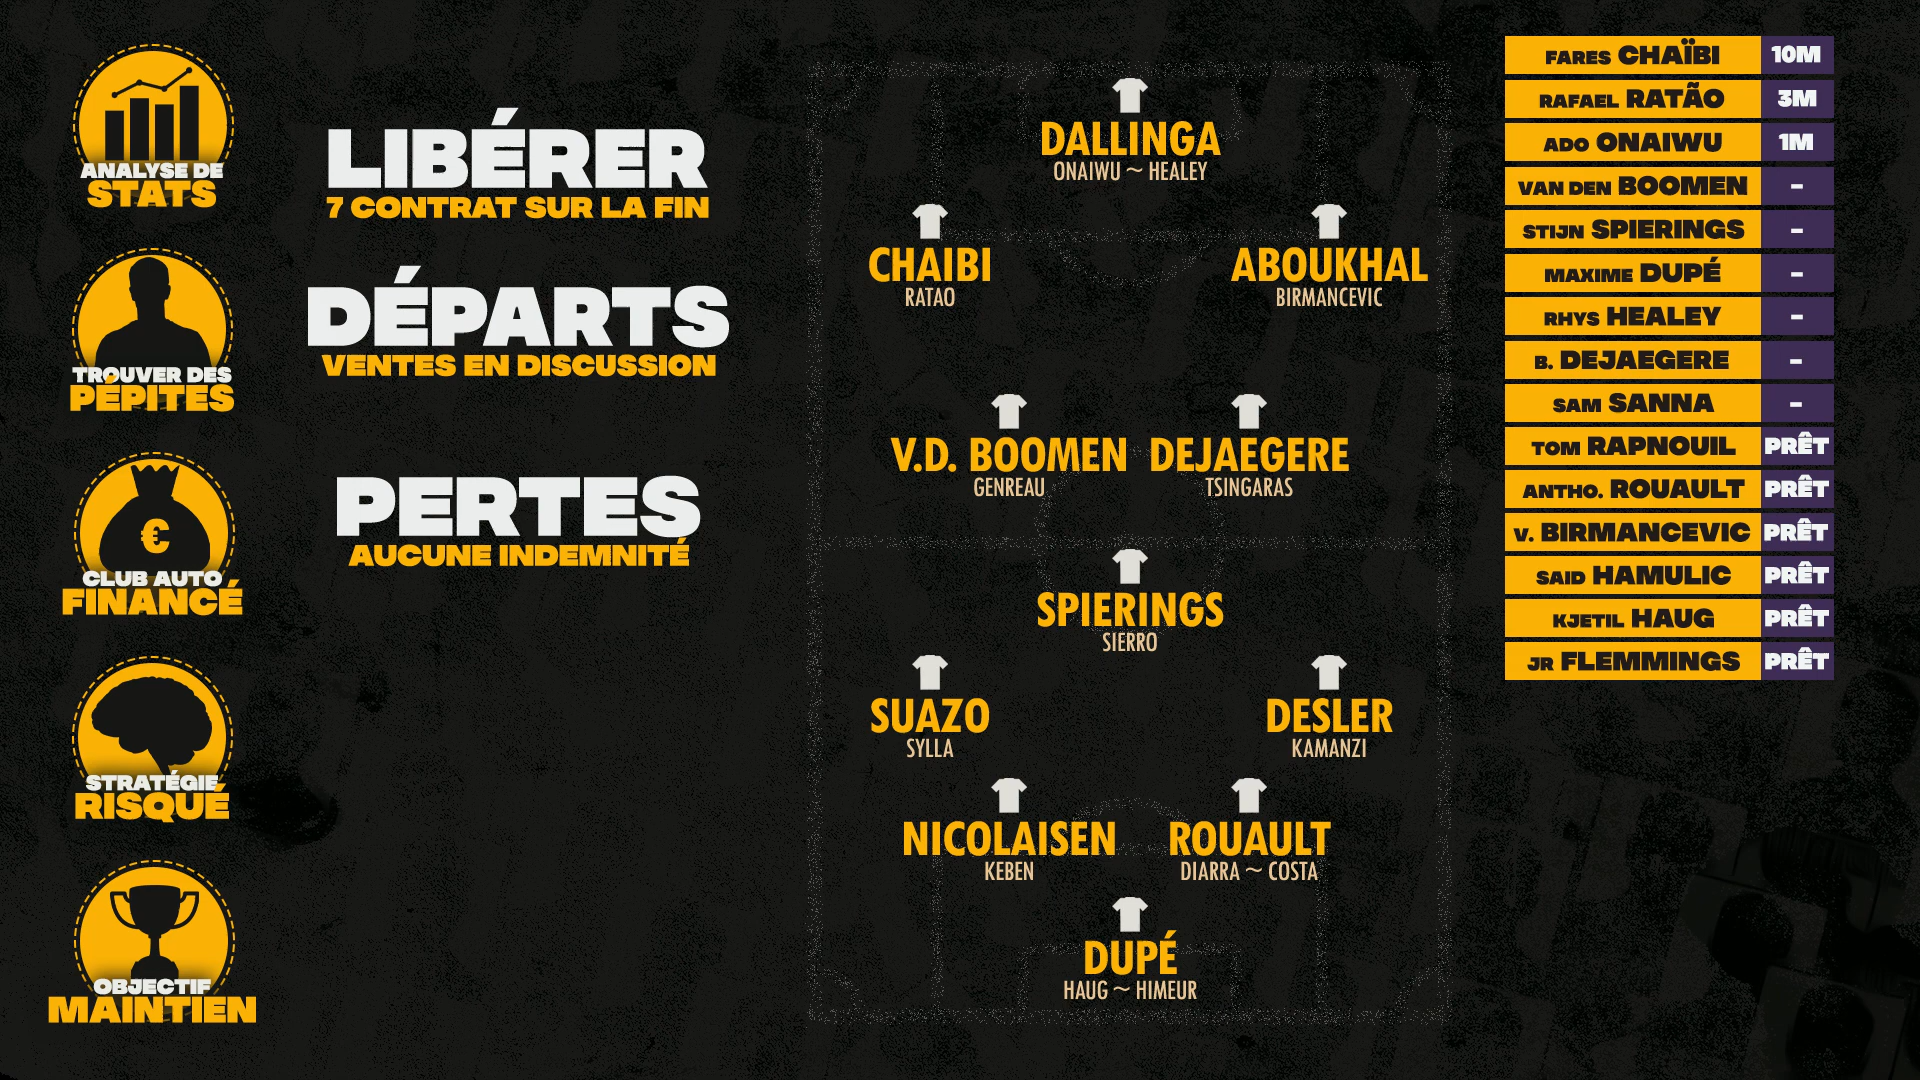 ANALYSE DE
STATS
TROUVER DES
PÉPITES
€
CLUB AUTO
FINANCÉ
STRATÉGIE
RISQUÉ
OBJECTIF
MAINTIEN
LIBÉRER
7 CONTRAT SUR LA FIN
DÉPARTS
VENTES EN DISCUSSION
PERTES
AUCUNE INDEMNITÉ
DALLINGA
ONAIWU ~ HEALEY
CHAIBI
RATAO
ABOUKHAL
BIRMANCEVIC
V.D. BOOMEN
GENREAU
DEJAEGERE
TSINGARAS
SPIERINGS
SIERRO
SUAZO
SYLLA
DESLER
KAMANZI
NICOLAISEN
KEBEN
ROUAULT
DIARRA ~ COSTA
DUPÉ
HAUG ~ HIMEUR
FARES CHAÏBI 10M
RAFAEL RATÃO 3M
ADO ONAIWU 1M
VAN DEN BOOMEN -
STIJN SPIERINGS -
MAXIME DUPÉ -
RHYS HEALEY -
B. DEJAEGERE -
SAM SANNA -
TOM RAPNOUIL PRÊT
ANTHO. ROUAULT PRÊT
V. BIRMANCEVIC PRÊT
SAID HAMULIC PRÊT
KJETIL HAUG PRÊT
JR FLEMMINGS PRÊT